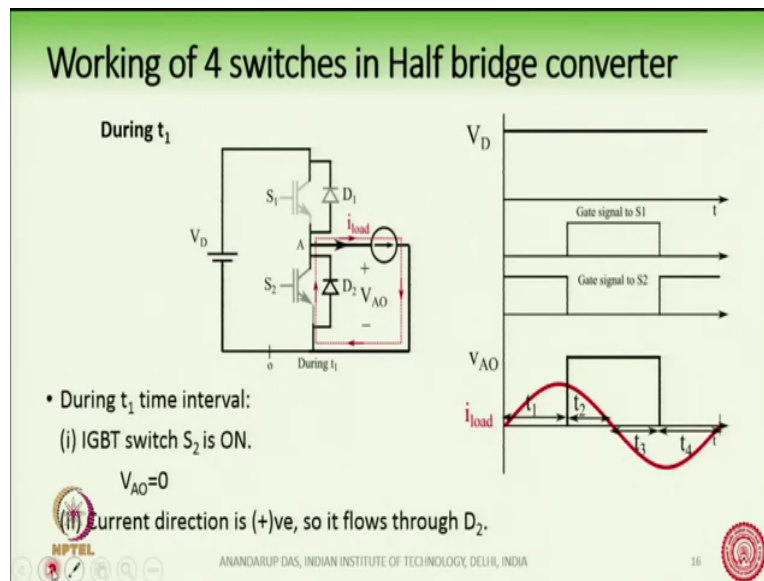 Working of 4 switches in Half bridge converter
During t1
VD
S1
D1
A
iload
S2
D2
+
VAO
−
o
During t1
VD
t
Gate signal to S1
Gate signal to S2
VAO
iload
t1
t2
t3
t4
t
• During t1 time interval:
(i) IGBT switch S2 is ON.
VAO=0
(ii) Current direction is (+)ve, so it flows through D2.
NPTEL
ANANDARUP DAS, INDIAN INSTITUTE OF TECHNOLOGY, DELHI, INDIA
16